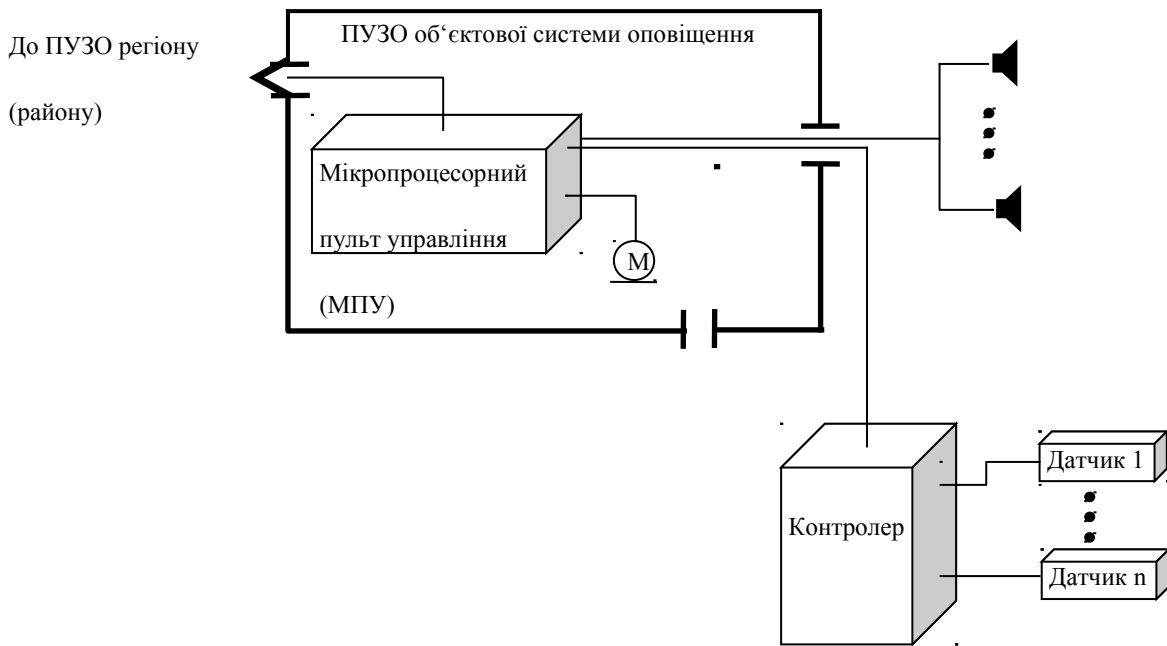 До ПУЗО регіону
(району)
ПУЗО об‘єктової системи оповіщення
Мікропроцесорний
пульт управління
(МПУ)
М
Контролер
Датчик 1
Датчик n